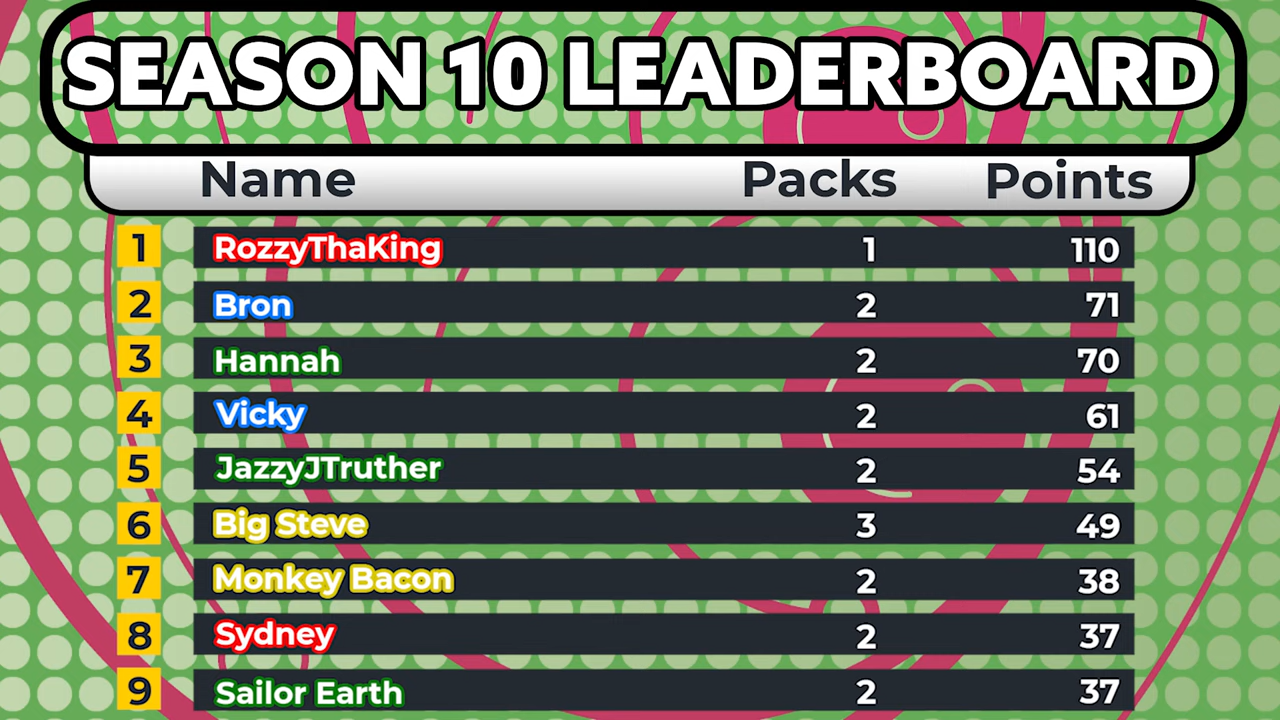 SEASON 10 LEADERBOARD
Name Packs Points
1 RozzyThaKing 1 110
2 Bron 2 71
3 Hannah 2 70
4 Vicky 2 61
5 JazzyJTruther 2 54
6 Big Steve 3 49
7 Monkey Bacon 2 38
8 Sydney 2 37
9 Sailor Earth 2 37